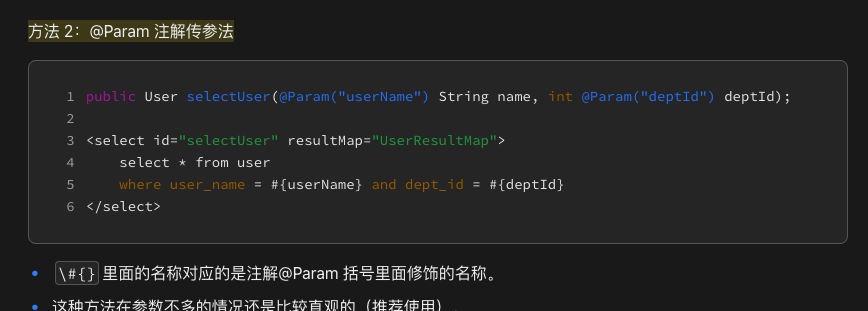 方法 2：@Param 注解传参法
1 public User selectUser(@Param("userName") String name, int @Param("deptId") deptId);
2
3 <select id="selectUser" resultMap="UserResultMap">
4     select * from user
5     where user_name = #{userName} and dept_id = #{deptId}
6 </select>
• \#{} 里面的名称对应的是注解@Param 括号里面修饰的名称。
• 这种方法在参数不多的情况还是比较直观的（推荐使用）.